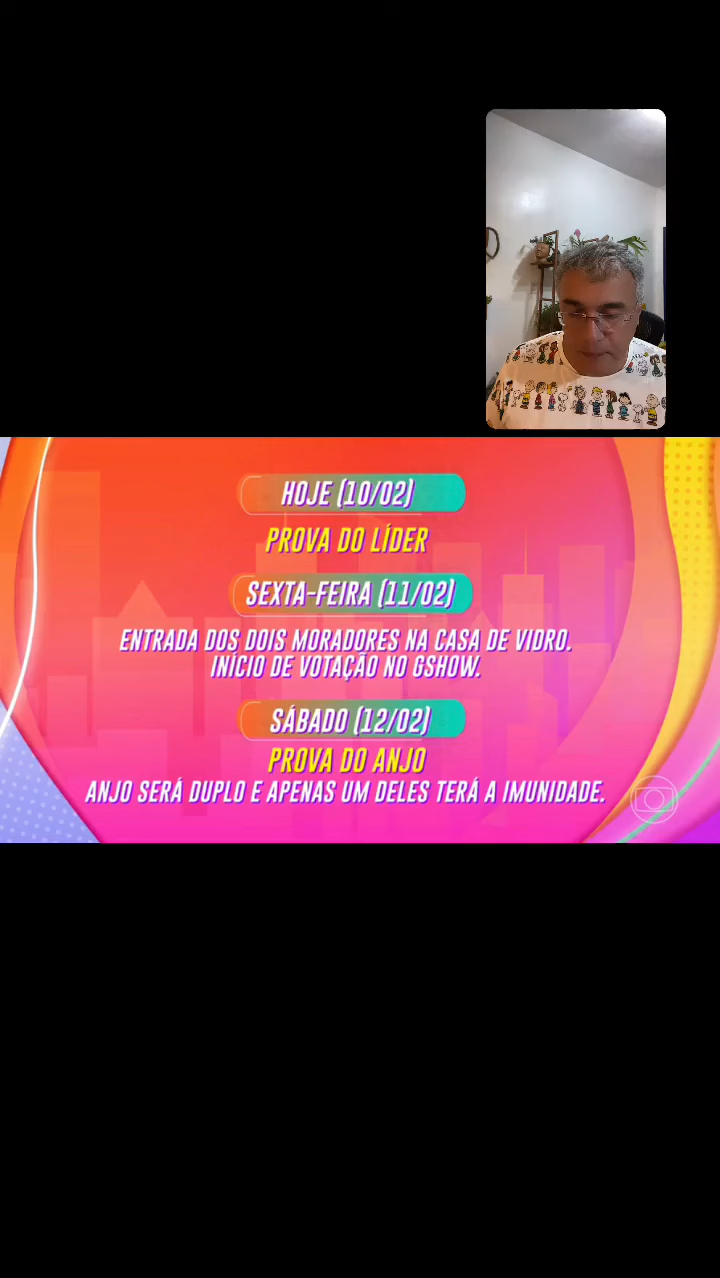 HOJE (10/02)
PROVA DO LÍDER
SEXTA-FEIRA (11/02)
ENTRADA DOS DOIS MORADORES NA CASA DE VIDRO.
INÍCIO DE VOTAÇÃO NO GSHOW.
SÁBADO (12/02)
PROVA DO ANJO
ANJO SERÁ DUPLO E APENAS UM DELES TERÁ A IMUNIDADE.